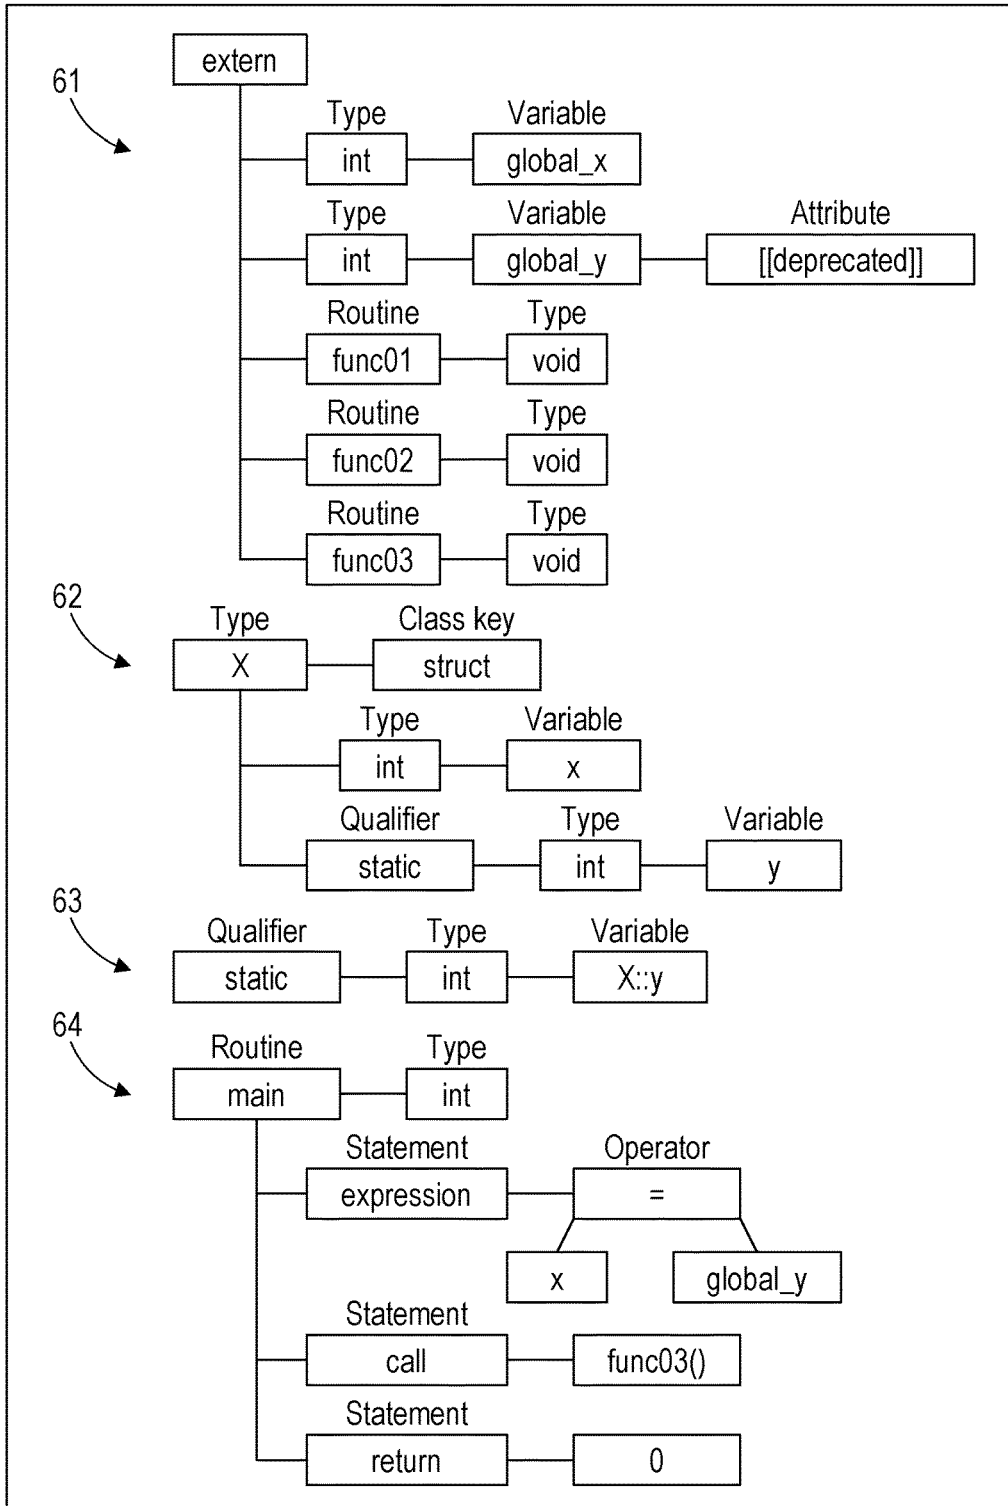 extern
61
Type Variable
int global_x
Type Variable Attribute
int global_y [[deprecated]]
Routine Type
func01 void
Routine Type
func02 void
Routine Type
func03 void
62
Type Class key
X struct
Type Variable
int x
Qualifier Type Variable
static int y
63
Qualifier Type Variable
static int X::y
64
Routine Type
main int
Statement Operator
expression =
x global_y
Statement
call func03()
Statement
return 0